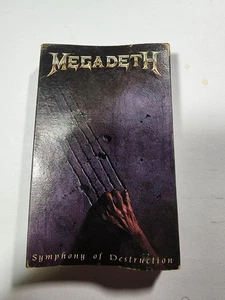 MEGADETH
Symphony of Destruction